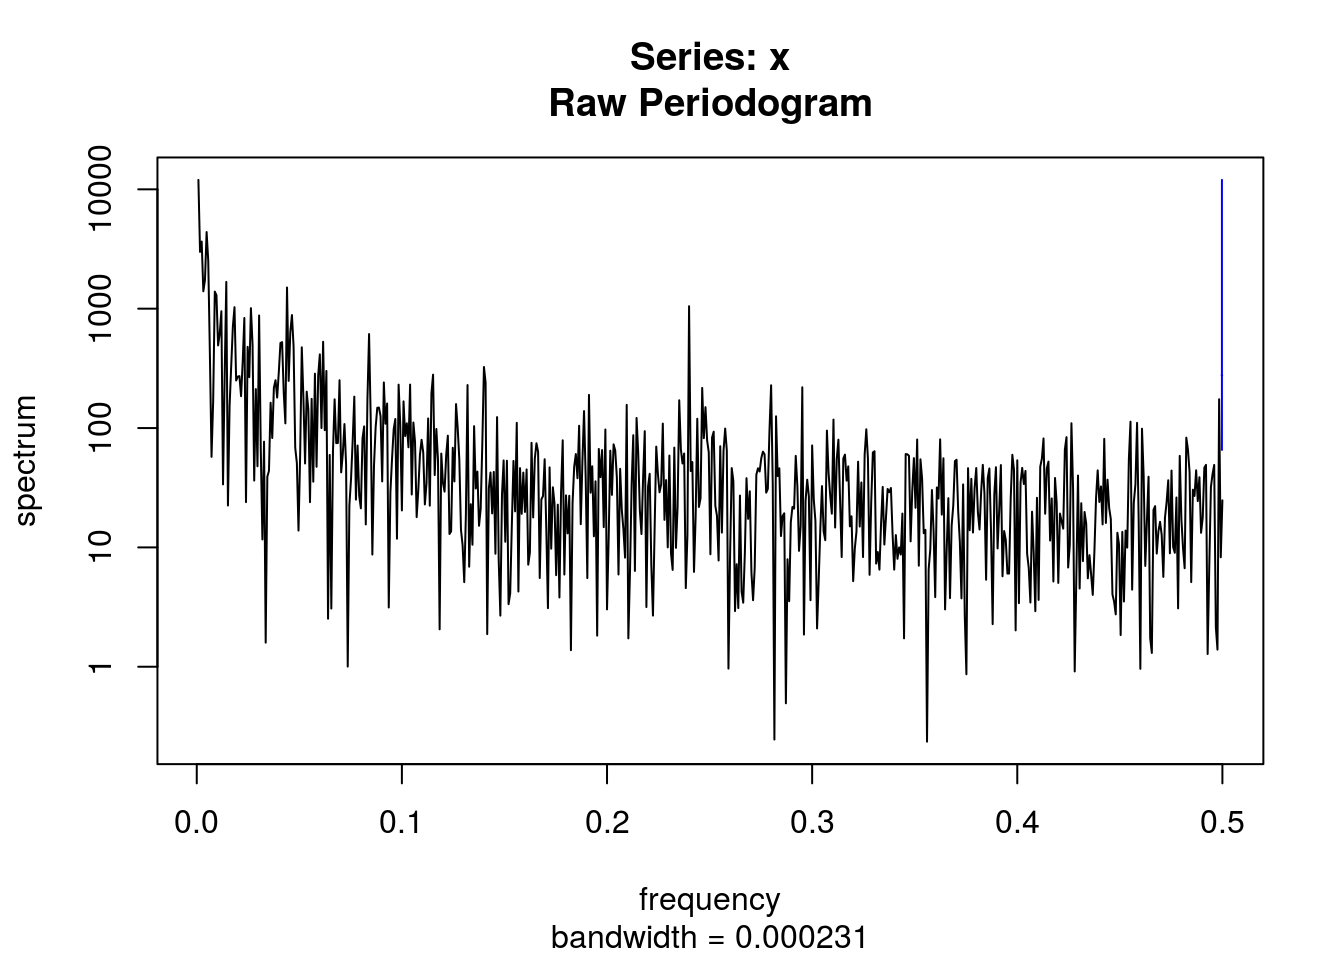 Series: x
Raw Periodogram
spectrum
10000
1000
100
10
1
0.0 0.1 0.2 0.3 0.4 0.5
frequency
bandwidth = 0.000231